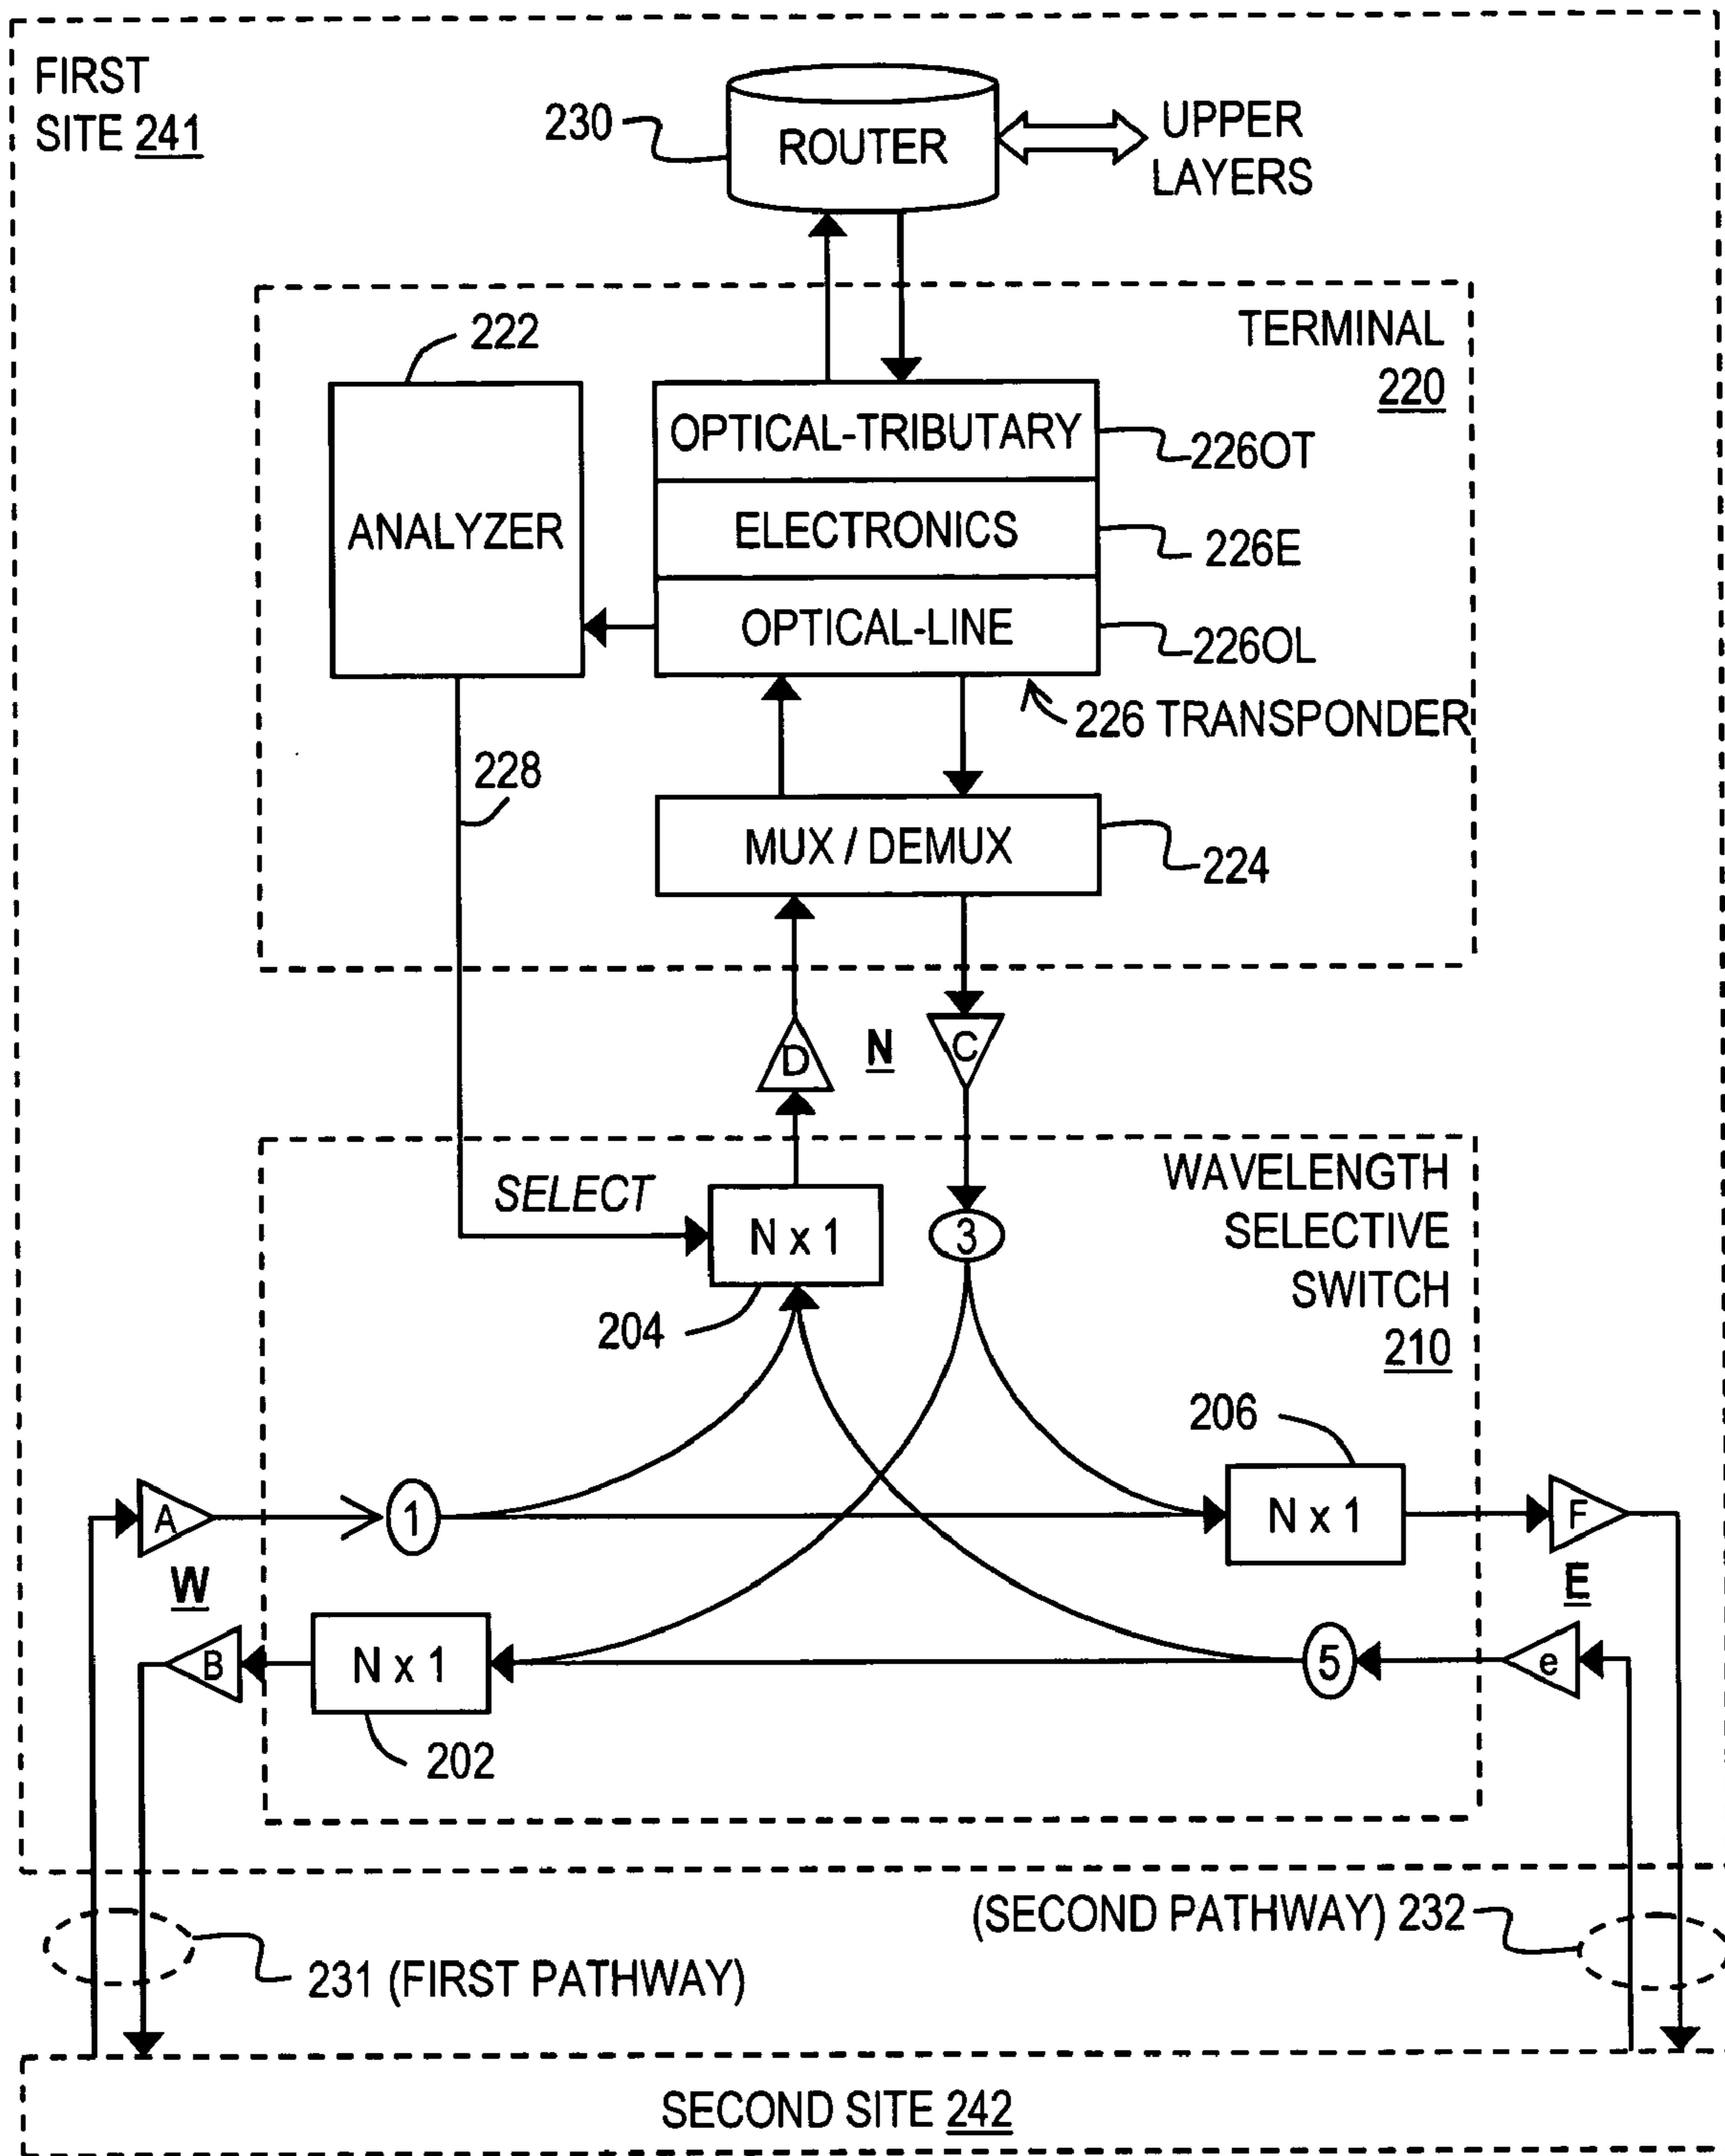 FIRST
SITE 241
230
ROUTER
UPPER
LAYERS
TERMINAL
220
222
ANALYZER
OPTICAL-TRIBUTARY
226OT
ELECTRONICS
226E
OPTICAL-LINE
226OL
226 TRANSPONDER
228
MUX / DEMUX
224
D
N
C
SELECT
N x 1
204
3
WAVELENGTH
SELECTIVE
SWITCH
210
206
A
1
N x 1
F
W
E
B
N x 1
5
e
202
(SECOND PATHWAY) 232
231 (FIRST PATHWAY)
SECOND SITE 242